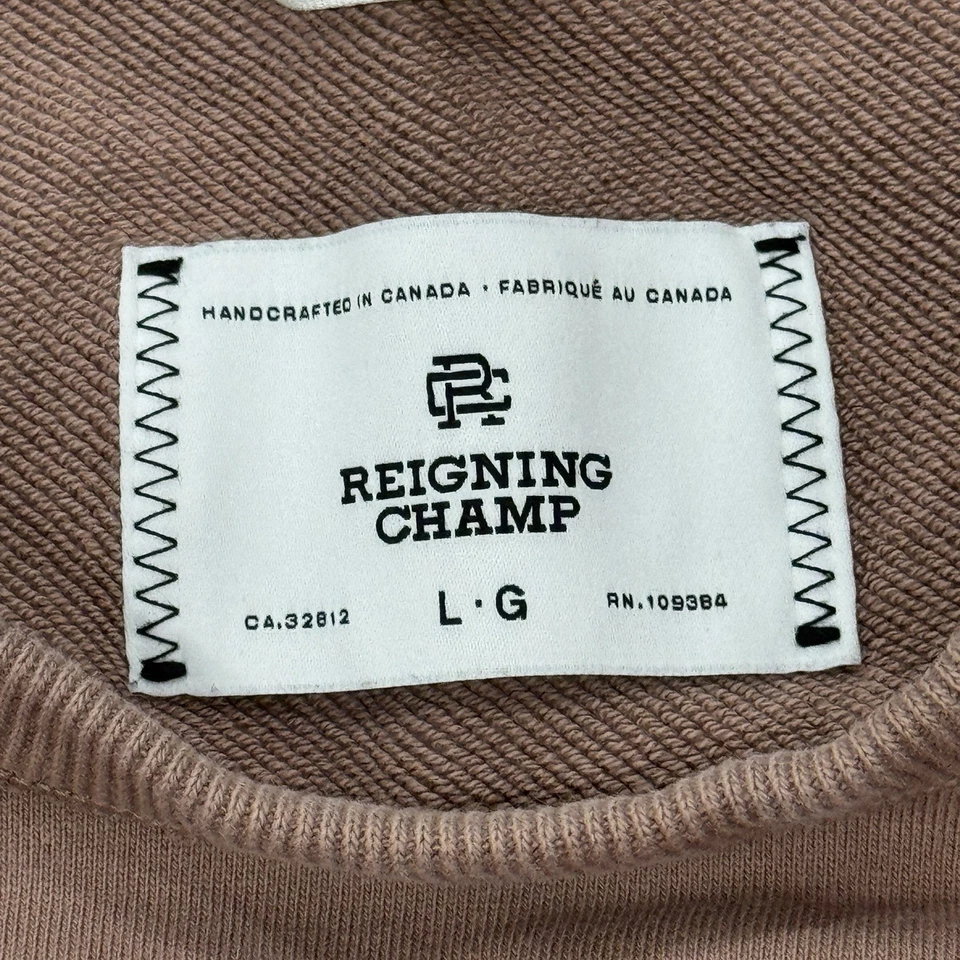 HANDCRAFTED IN CANADA · FABRIQUÉ AU CANADA
RC
REIGNING
CHAMP
CA.32812 L·G RN.109384